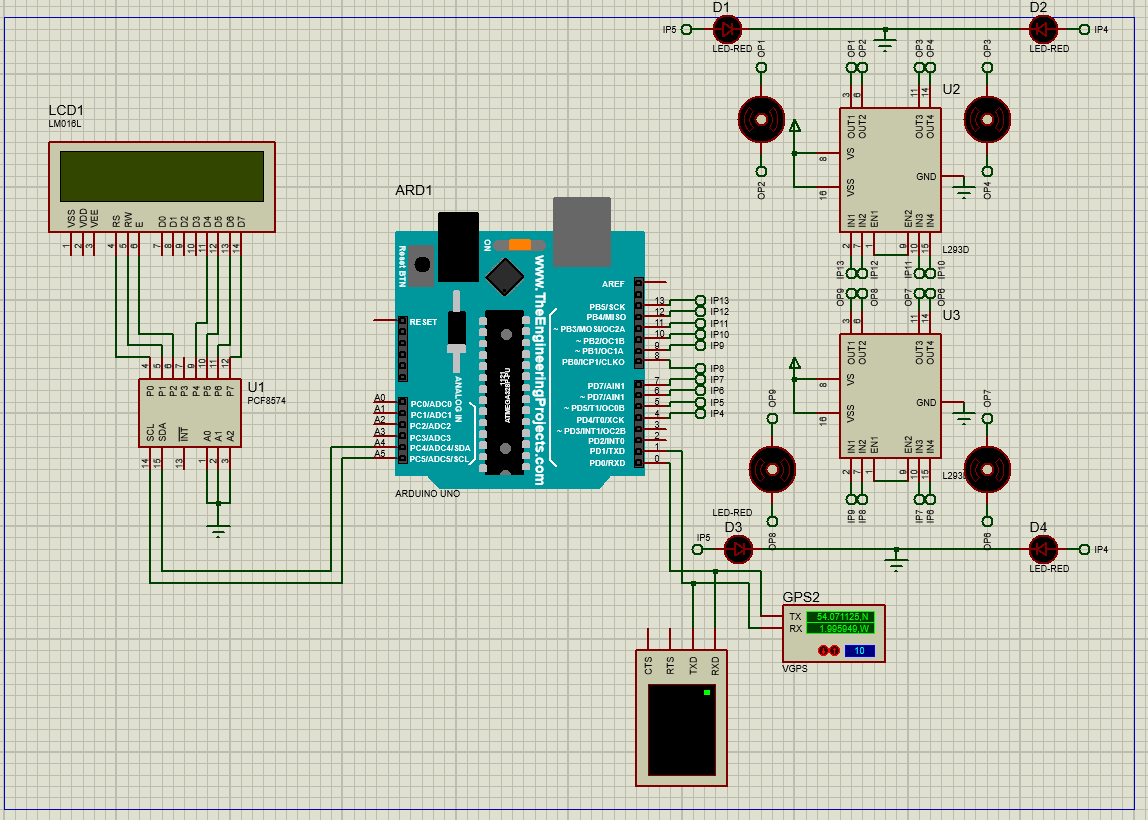 D1
D2
IP5
IP4
LED-RED
LED-RED
OP1
OP1
OP2
OP3
OP4
OP3
3
6
11
14
U2
OUT1
OUT2
OUT3
OUT4
8
VS
16
VSS
GND
IN1
IN2
EN1
EN2
IN3
IN4
2
7
1
9
10
15
L293D
OP2
OP4
IP13
IP12
IP11
IP10
OP9
OP8
OP7
OP6
3
6
11
14
U3
OUT1
OUT2
OUT3
OUT4
8
VS
16
VSS
GND
IN1
IN2
EN1
EN2
IN3
IN4
2
7
1
9
10
15
L293D
OP9
OP7
IP9
IP8
IP7
IP6
OP8
OP6
LED-RED
D3
D4
IP5
IP4
LED-RED
LCD1
LM016L
VSS
VDD
VEE
RS
RW
E
D0
D1
D2
D3
D4
D5
D6
D7
1
2
3
4
5
6
7
8
9
10
11
12
13
14
4
5
6
7
9
10
11
12
P0
P1
P2
P3
P4
P5
P6
P7
U1
PCF8574
SCL
SDA
INT
A0
A1
A2
14
15
13
1
2
3
ARD1
Reset BTN
ON
www.TheEngineeringProjects.com
ANALOG IN
ATMEGA328P-PU
1121
RESET
AREF
PB5/SCK
PB4/MISO
~ PB3/MOSI/OC2A
~ PB2/OC1B
~ PB1/OC1A
PB0/ICP1/CLKO
PD7/AIN1
~ PD7/AIN1
~ PD5/T1/OC0B
PD4/T0/XCK
~ PD3/INT1/OC2B
PD2/INT0
PD1/TXD
PD0/RXD
13
12
11
10
9
8
7
6
5
4
3
2
1
0
IP13
IP12
IP11
IP10
IP9
IP8
IP7
IP6
IP5
IP4
A0
A1
A2
A3
A4
A5
PC0/ADC0
PC1/ADC1
PC2/ADC2
PC3/ADC3
PC4/ADC4/SDA
PC5/ADC5/SCL
ARDUINO UNO
GPS2
TX
54.071125,N
RX
1.995949,W
10
VGPS
CTS
RTS
TXD
RXD